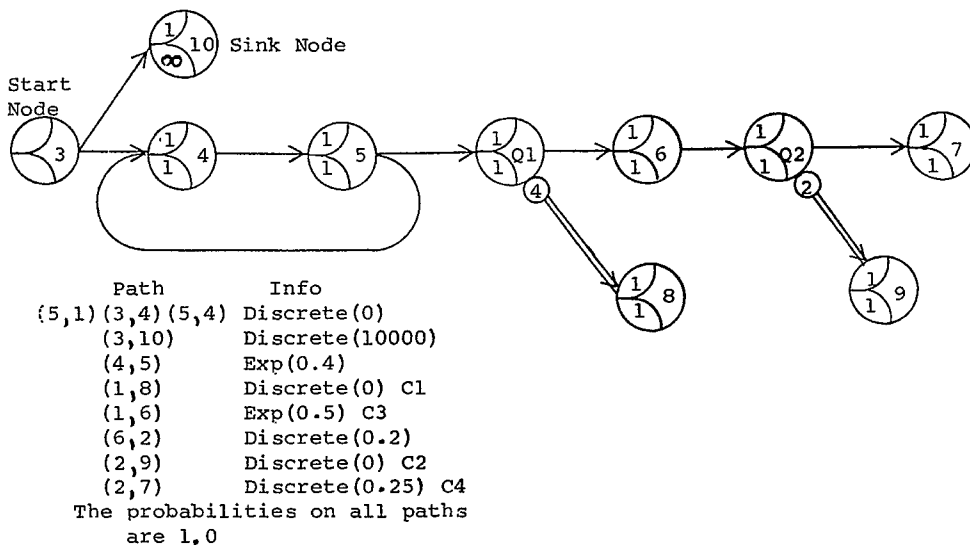 1
10 Sink Node
∞
Start
Node
3
1
4
1
1
5
1
1
Q1
1
4
1
6
1
1
Q2
1
2
1
7
1
1
8
1
1
9
1
Path Info
(5,1)(3,4)(5,4) Discrete(0)
(3,10) Discrete(10000)
(4,5) Exp(0.4)
(1,8) Discrete(0) C1
(1,6) Exp(0.5) C3
(6,2) Discrete(0.2)
(2,9) Discrete(0) C2
(2,7) Discrete(0.25) C4
The probabilities on all paths
are 1.0